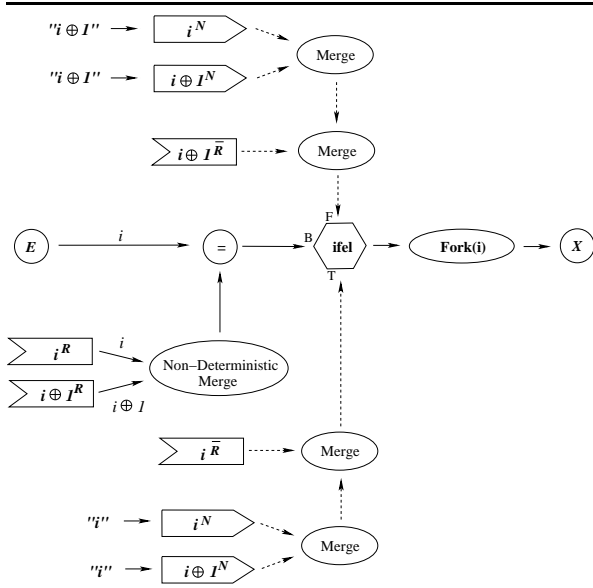 "i ⊕ 1" i^N
Merge
"i ⊕ 1" i ⊕ 1^N
i ⊕ 1^R̅ Merge
F
B ifel
T
E i = Fork(i) X
i^R i
i ⊕ 1^R i ⊕ 1
Non–Deterministic
Merge
i^R̅ Merge
"i" i^N
Merge
"i" i ⊕ 1^N